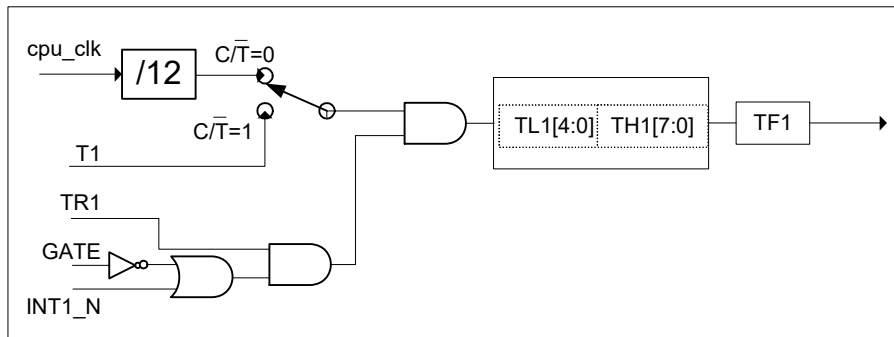 cpu_clk
/12
C/T̅=0
C/T̅=1
T1
TL1[4:0] TH1[7:0]
TF1
TR1
GATE
INT1_N